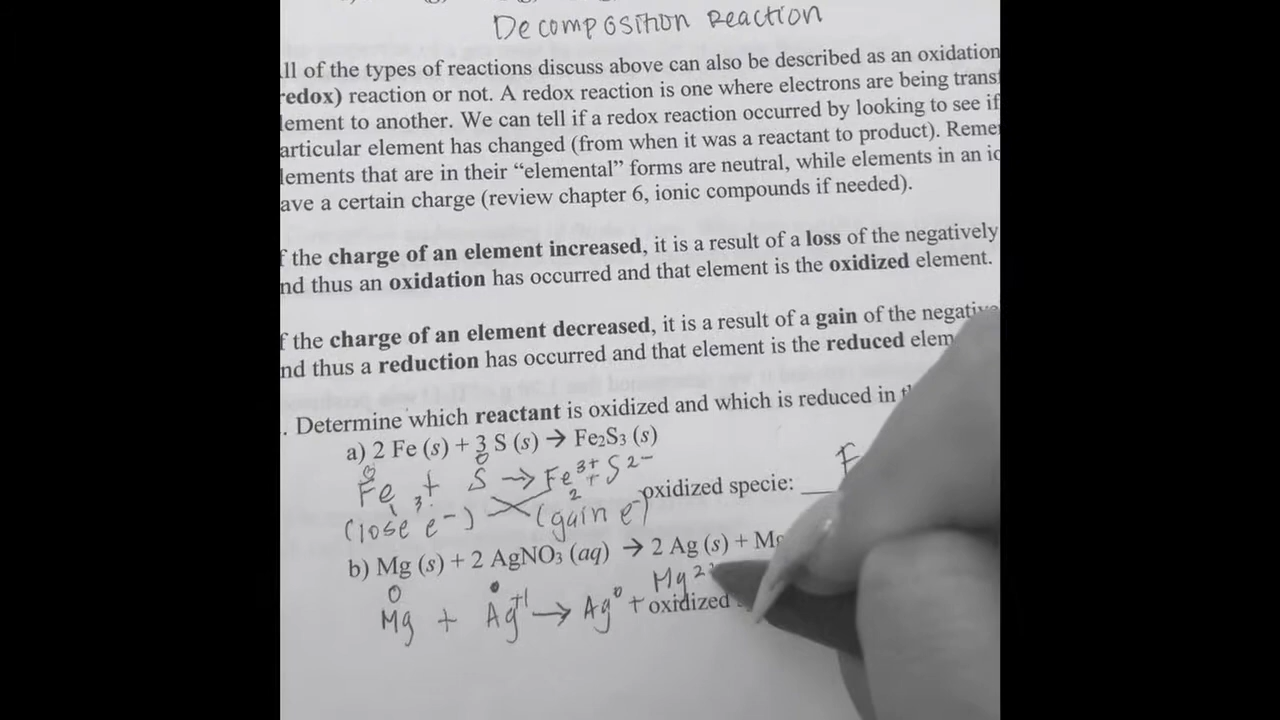 Decomposition Reaction
ll of the types of reactions discuss above can also be described as an oxidation
redox) reaction or not. A redox reaction is one where electrons are being trans
lement to another. We can tell if a redox reaction occurred by looking to see if
articular element has changed (from when it was a reactant to product). Reme
lements that are in their “elemental” forms are neutral, while elements in an io
ave a certain charge (review chapter 6, ionic compounds if needed).
f the charge of an element increased, it is a result of a loss of the negatively
nd thus an oxidation has occurred and that element is the oxidized element.
f the charge of an element decreased, it is a result of a gain of the negative
nd thus a reduction has occurred and that element is the reduced elem
. Determine which reactant is oxidized and which is reduced in
a) 2 Fe (s) + 3 S (s) → Fe₂S₃ (s)
Fe + S → Fe³⁺ S²⁻
oxidized specie: F
(lose e⁻) (gain e⁻)
b) Mg (s) + 2 AgNO₃ (aq) → 2 Ag (s) + Mg
Mg⁰ + Ag⁺¹ → Ag⁰ + Mg²⁺
oxidized